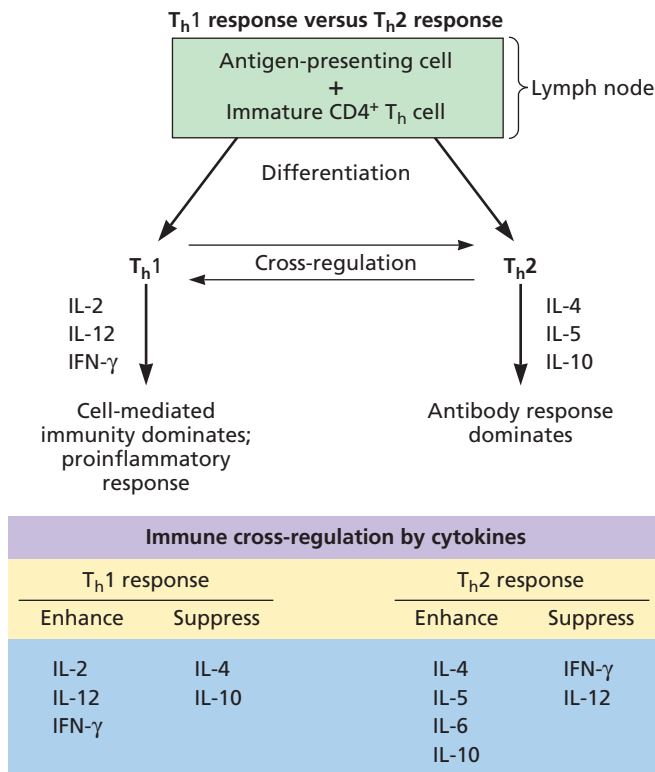 Th1 response versus Th2 response
Antigen-presenting cell
+
Immature CD4+ Th cell
Lymph node
Differentiation
Th1
Cross-regulation
Th2
IL-2
IL-12
IFN-γ
IL-4
IL-5
IL-10
Cell-mediated
immunity dominates;
proinflammatory
response
Antibody response
dominates
Immune cross-regulation by cytokines
Th1 response Th2 response
Enhance Suppress Enhance Suppress
IL-2 IL-4 IL-4 IFN-γ
IL-12 IL-10 IL-5 IL-12
IFN-γ IL-6
IL-10